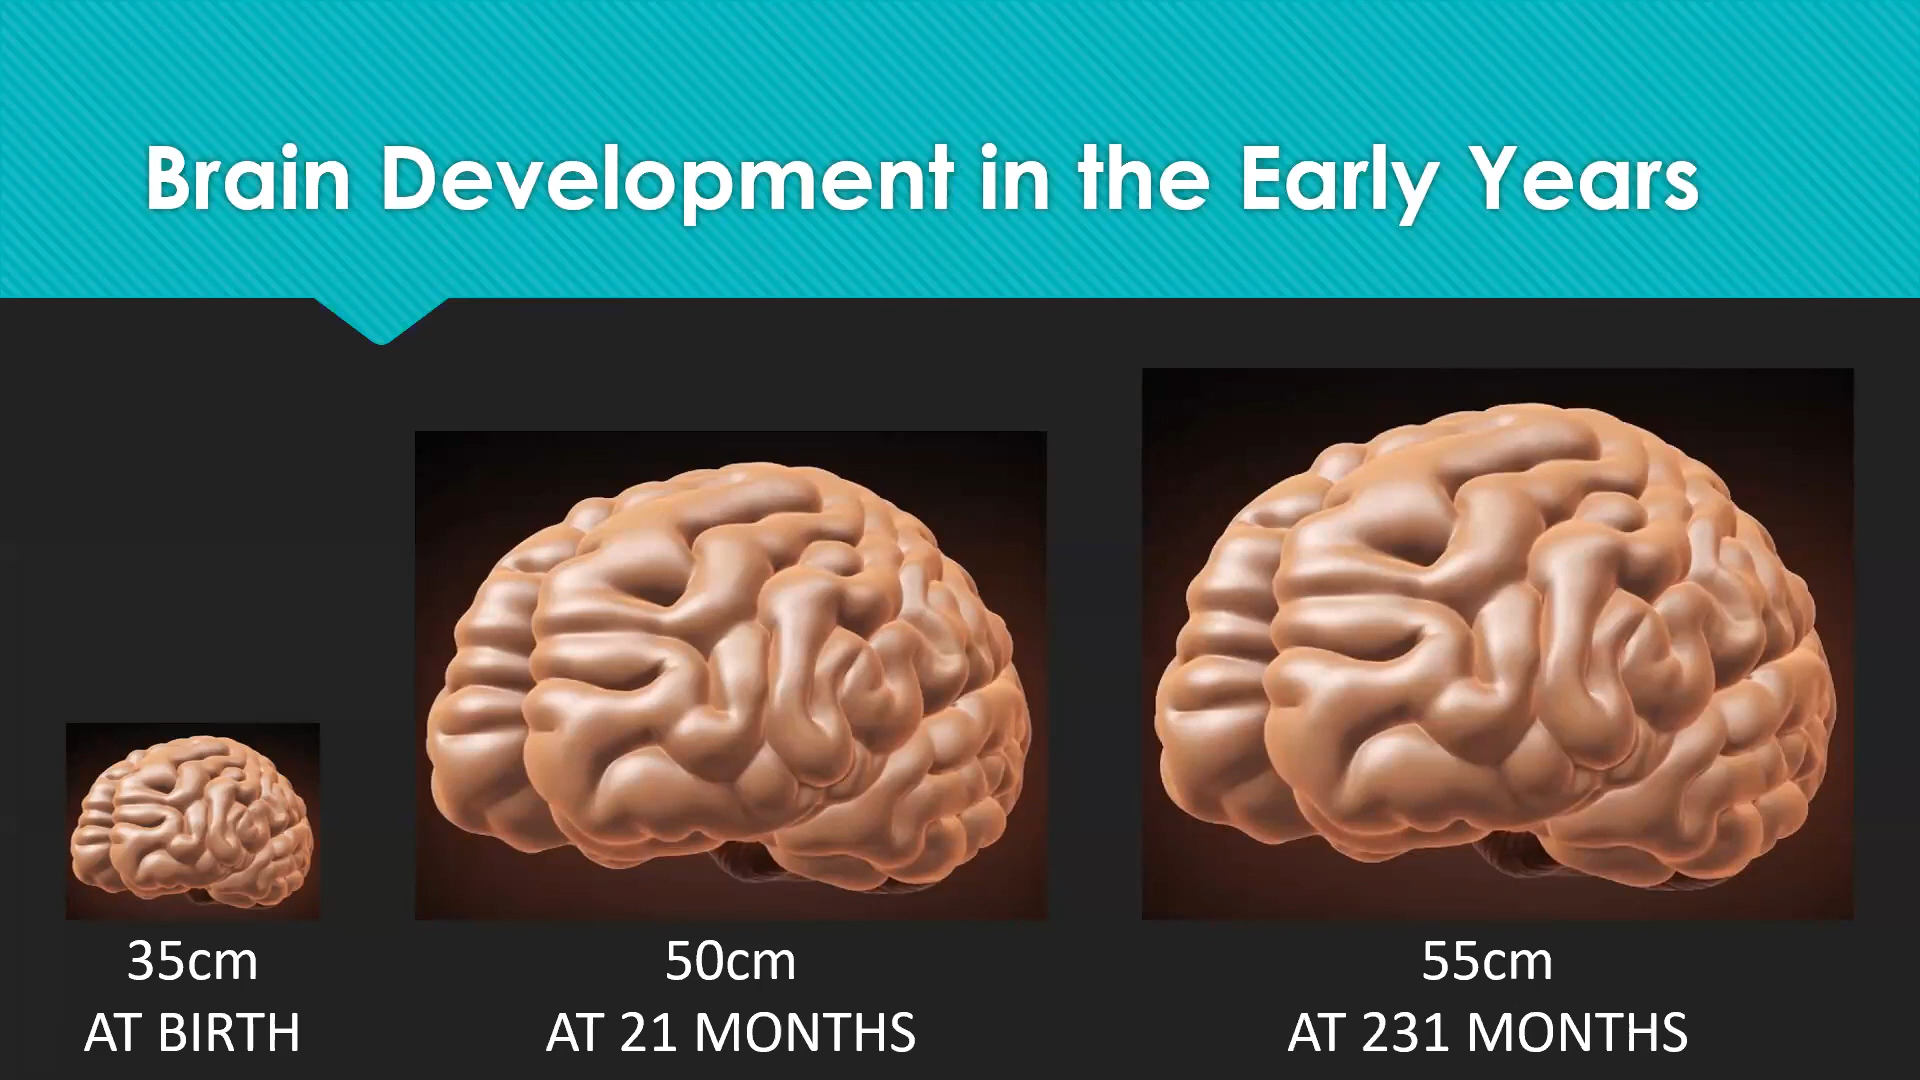 Brain Development in the Early Years
35cm
AT BIRTH
50cm
AT 21 MONTHS
55cm
AT 231 MONTHS